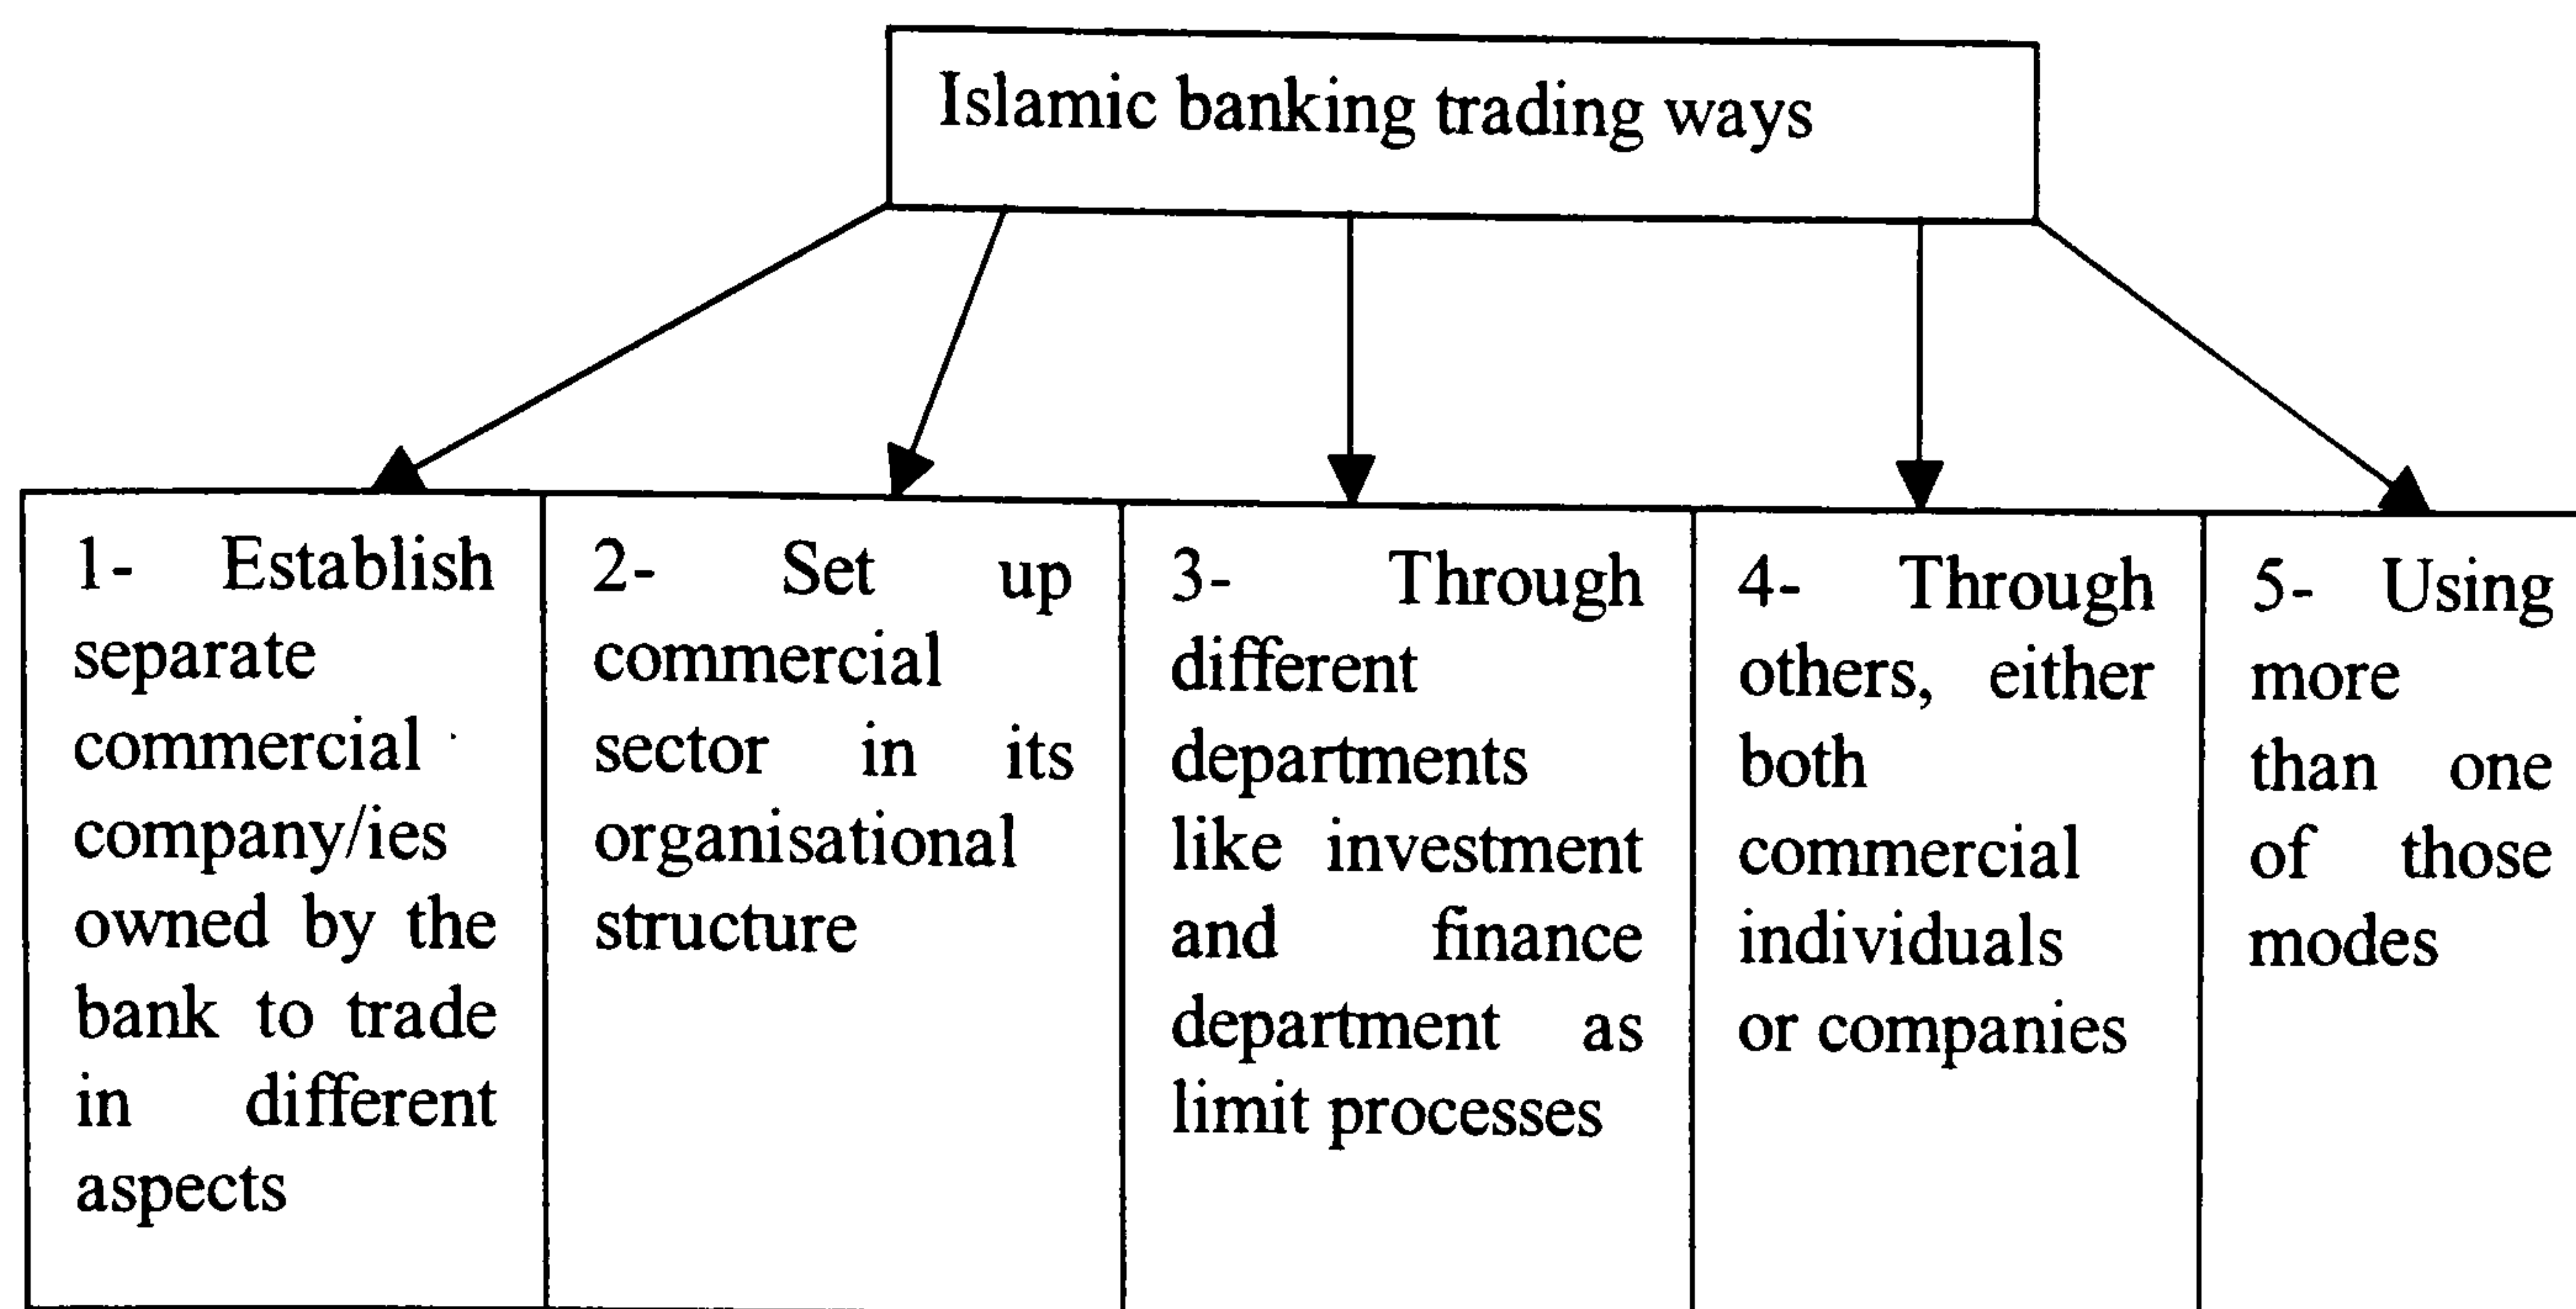 Islamic banking trading ways
1- Establish
separate
commercial
company/ies
owned by the
bank to trade
in different
aspects
2- Set up
commercial
sector in its
organisational
structure
3- Through
different
departments
like investment
and finance
department as
limit processes
4- Through
others, either
both
commercial
individuals
or companies
5- Using
more
than one
of those
modes